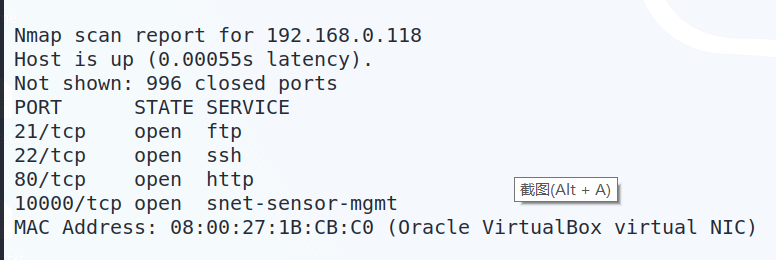 Nmap scan report for 192.168.0.118
Host is up (0.00055s latency).
Not shown: 996 closed ports
PORT      STATE SERVICE
21/tcp    open  ftp
22/tcp    open  ssh
80/tcp    open  http
截图(Alt + A)
10000/tcp open  snet-sensor-mgmt
MAC Address: 08:00:27:1B:CB:C0 (Oracle VirtualBox virtual NIC)